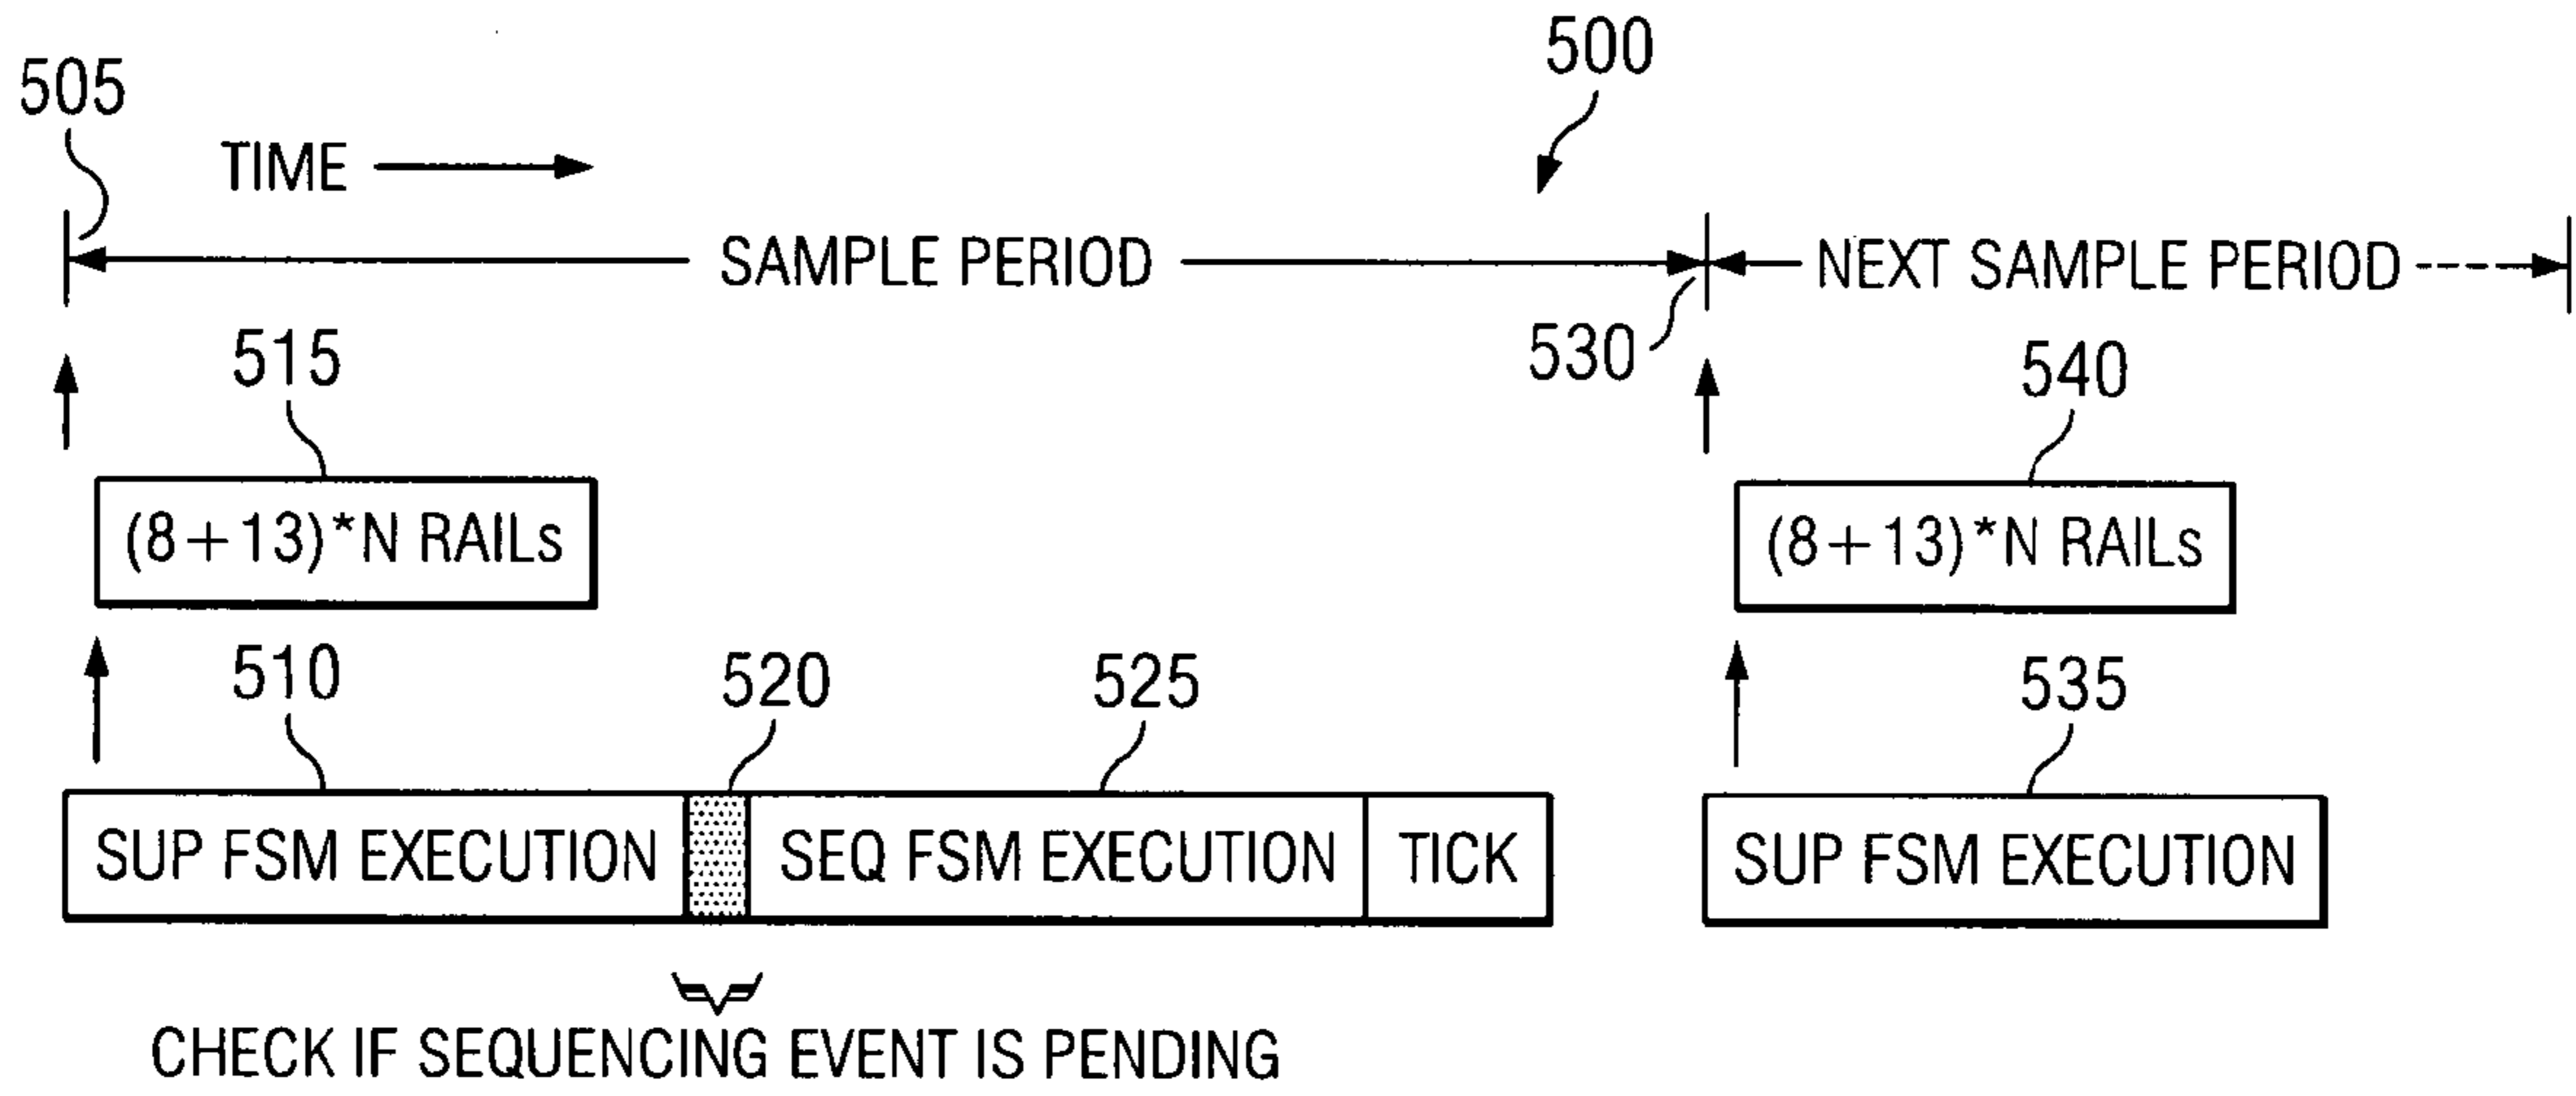 500
505
TIME
SAMPLE PERIOD
NEXT SAMPLE PERIOD
530
515
540
(8+13)*N RAILs
(8+13)*N RAILs
510
520
525
535
SUP FSM EXECUTION
SEQ FSM EXECUTION
TICK
SUP FSM EXECUTION
CHECK IF SEQUENCING EVENT IS PENDING